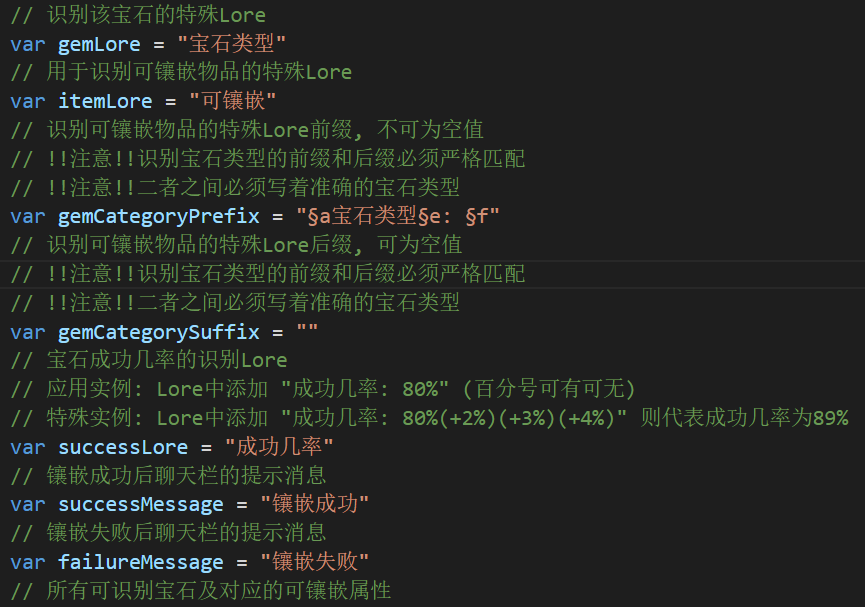 // 识别该宝石的特殊Lore
var gemLore = "宝石类型"
// 用于识别可镶嵌物品的特殊Lore
var itemLore = "可镶嵌"
// 识别可镶嵌物品的特殊Lore前缀, 不可为空值
// !!注意!!识别宝石类型的前缀和后缀必须严格匹配
// !!注意!!二者之间必须写着准确的宝石类型
var gemCategoryPrefix = "§a宝石类型§e: §f"
// 识别可镶嵌物品的特殊Lore后缀, 可为空值
// !!注意!!识别宝石类型的前缀和后缀必须严格匹配
// !!注意!!二者之间必须写着准确的宝石类型
var gemCategorySuffix = ""
// 宝石成功几率的识别Lore
// 应用实例: Lore中添加 "成功几率: 80%" (百分号可有可无)
// 特殊实例: Lore中添加 "成功几率: 80%(+2%)(+3%)(+4%)" 则代表成功几率为89%
var successLore = "成功几率"
// 镶嵌成功后聊天栏的提示消息
var successMessage = "镶嵌成功"
// 镶嵌失败后聊天栏的提示消息
var failureMessage = "镶嵌失败"
// 所有可识别宝石及对应的可镶嵌属性